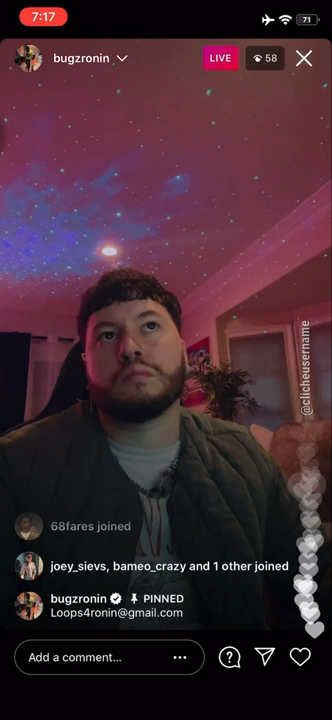 7:17
71
bugzronin
LIVE
58
@clicheusername
68fares joined
joey_sievs, bameo_crazy and 1 other joined
bugzronin PINNED
Loops4ronin@gmail.com
Add a comment...